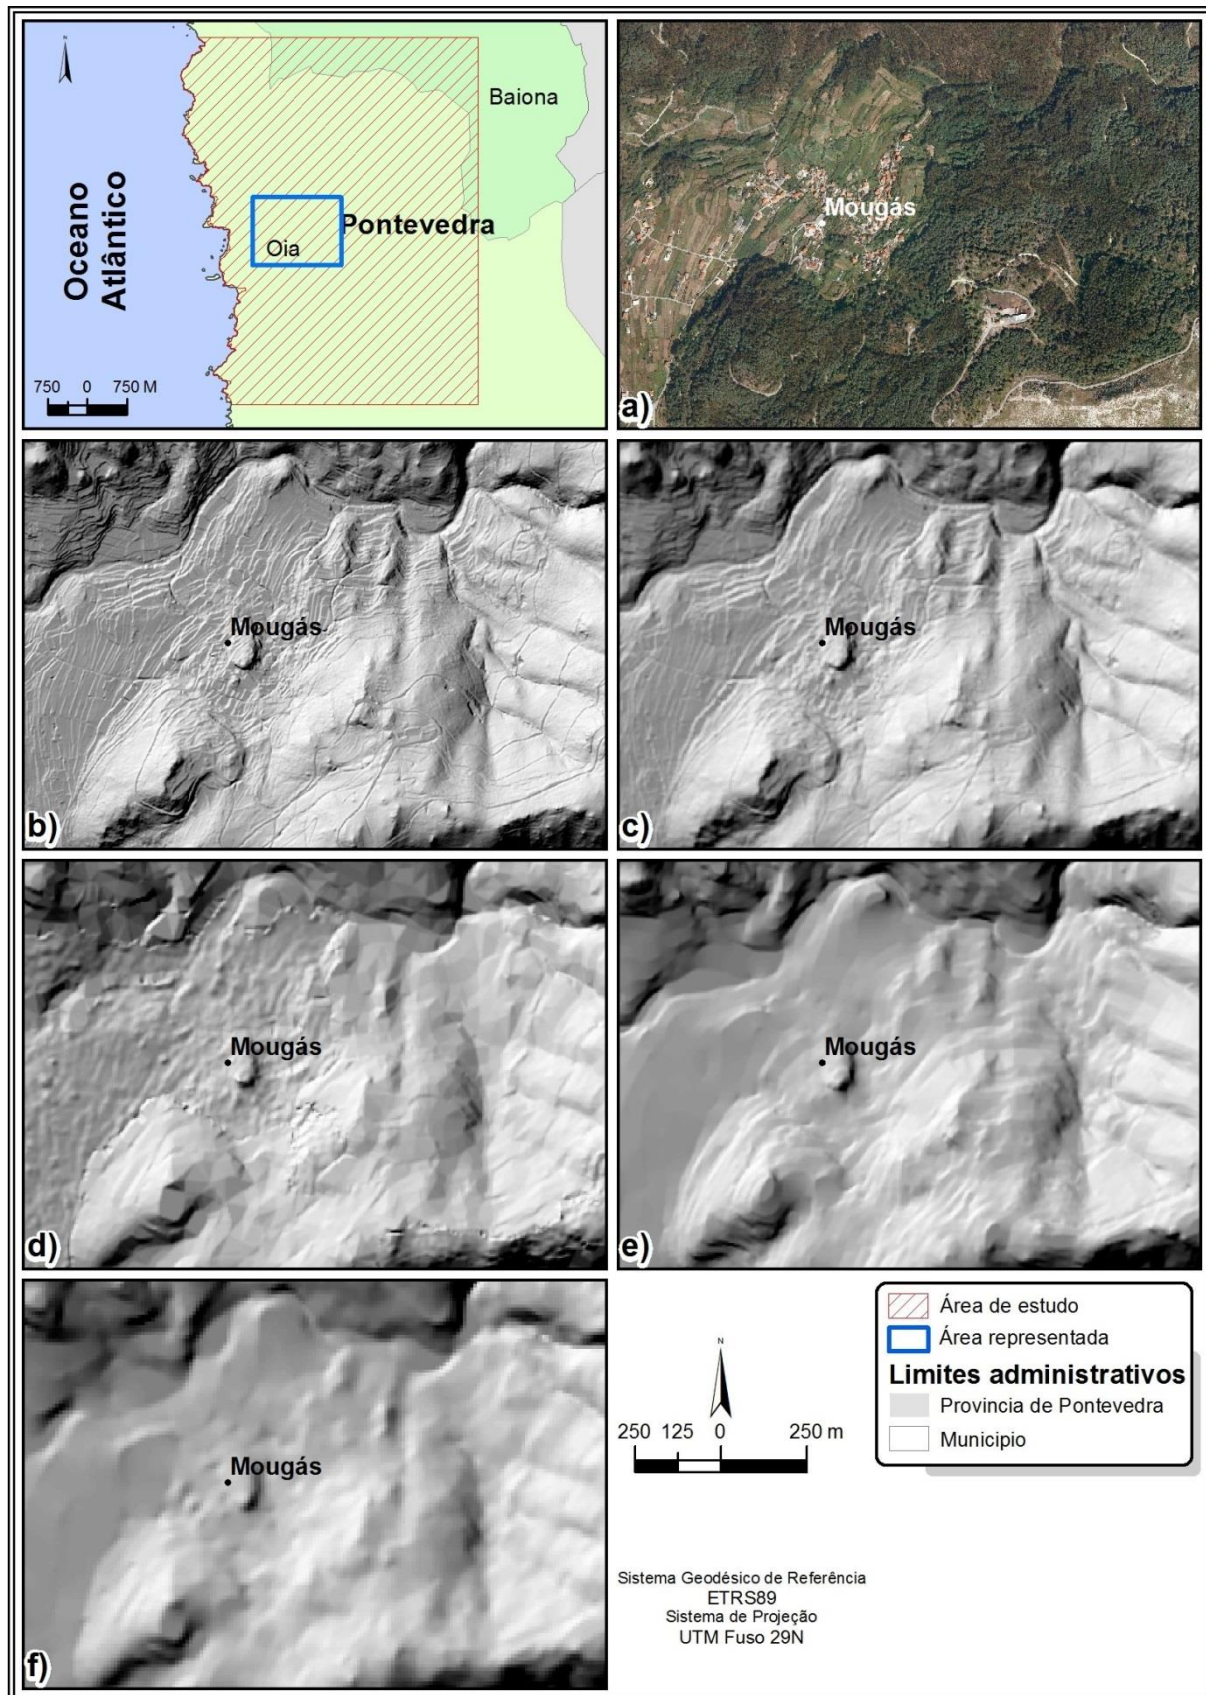 N
Baiona
Oceano
Atlântico
Pontevedra
Oia
750 0 750 M
Mougás
a)
Mougás
b)
Mougás
c)
Mougás
d)
Mougás
e)
Mougás
f)
N
250 125 0 250 m
Sistema Geodésico de Referência
ETRS89
Sistema de Projeção
UTM Fuso 29N
Área de estudo
Área representada
Limites administrativos
Provincia de Pontevedra
Municipio